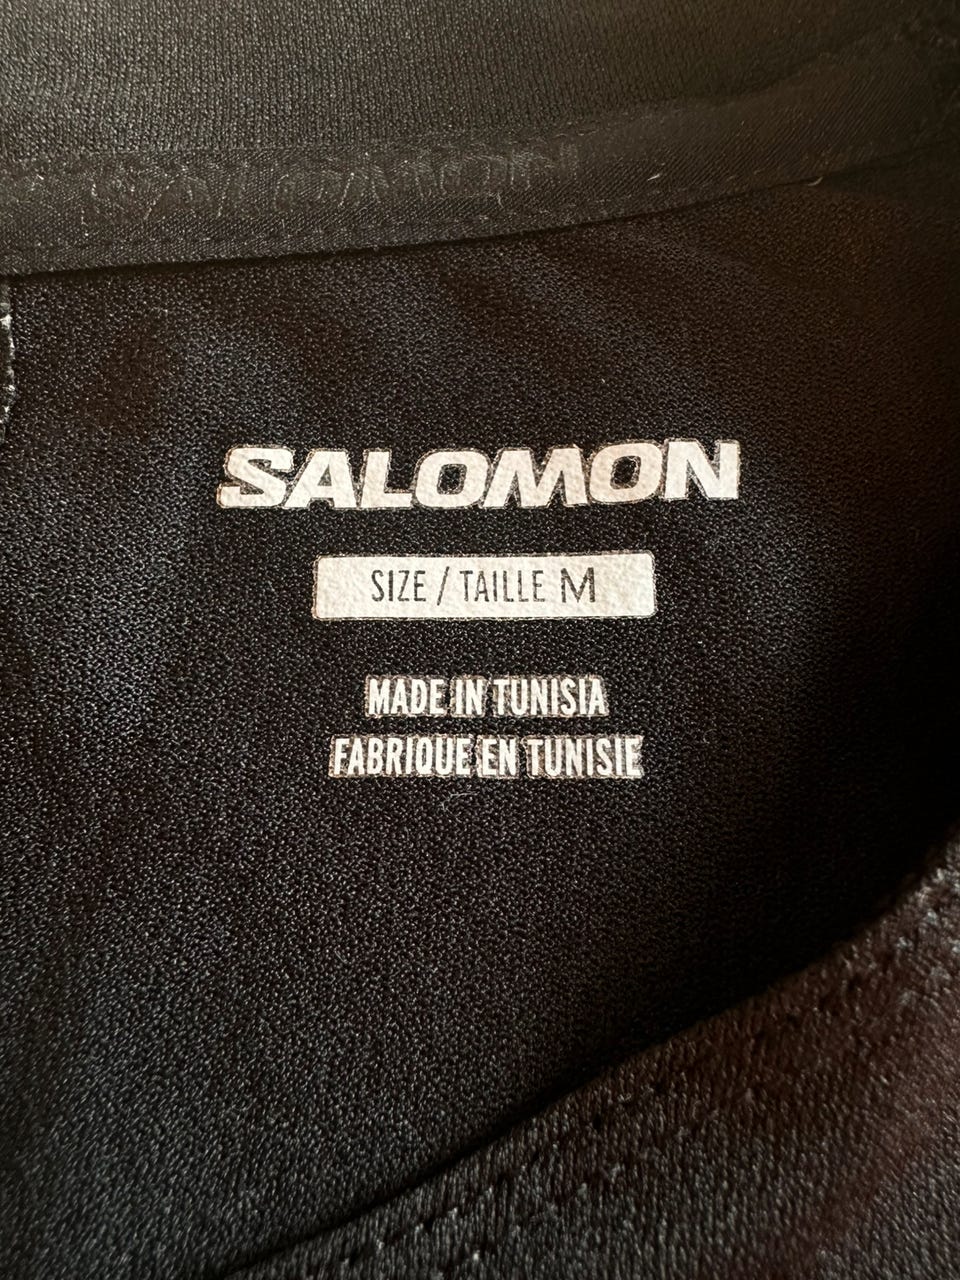 SALOMON
SIZE / TAILLE M
MADE IN TUNISIA
FABRIQUE EN TUNISIE